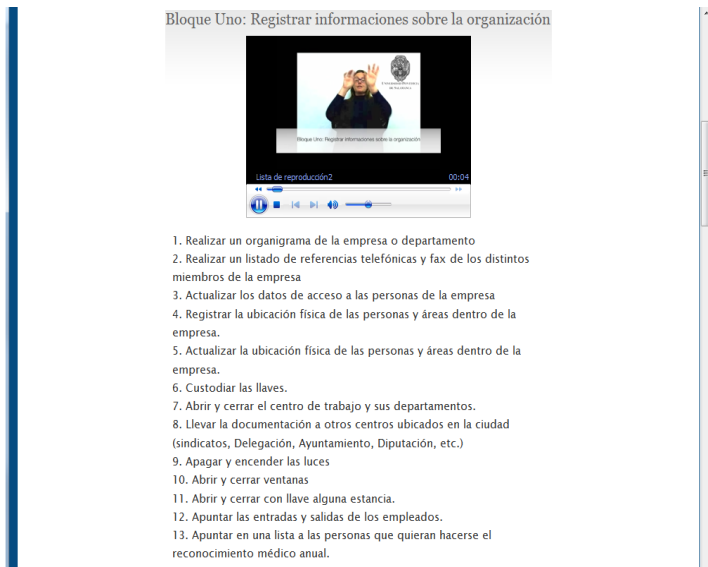 Bloque Uno: Registrar informaciones sobre la organización
Bloque Uno: Registrar informaciones sobre la organización
Lista de reproducción2 00:04
1. Realizar un organigrama de la empresa o departamento
2. Realizar un listado de referencias telefónicas y fax de los distintos
miembros de la empresa
3. Actualizar los datos de acceso a las personas de la empresa
4. Registrar la ubicación física de las personas y áreas dentro de la
empresa.
5. Actualizar la ubicación física de las personas y áreas dentro de la
empresa.
6. Custodiar las llaves.
7. Abrir y cerrar el centro de trabajo y sus departamentos.
8. Llevar la documentación a otros centros ubicados en la ciudad
(sindicatos, Delegación, Ayuntamiento, Diputación, etc.)
9. Apagar y encender las luces
10. Abrir y cerrar ventanas
11. Abrir y cerrar con llave alguna estancia.
12. Apuntar las entradas y salidas de los empleados.
13. Apuntar en una lista a las personas que quieran hacerse el
reconocimiento médico anual.